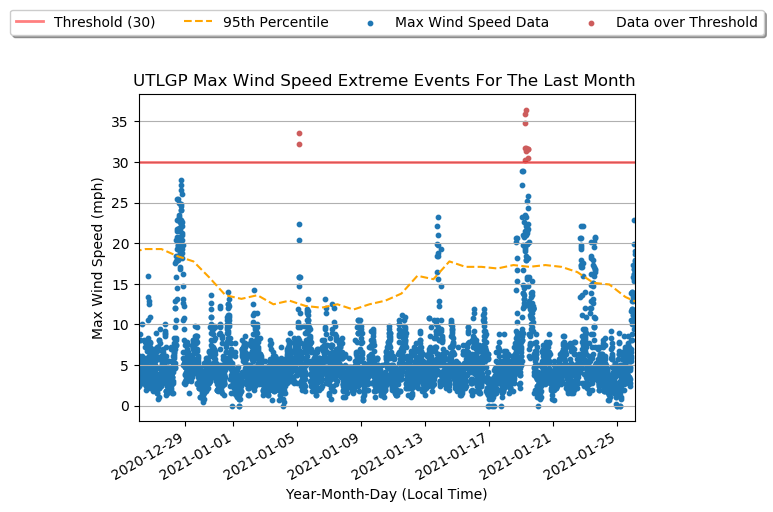 Threshold (30) 95th Percentile Max Wind Speed Data Data over Threshold
UTLGP Max Wind Speed Extreme Events For The Last Month
Max Wind Speed (mph)
35
30
25
20
15
10
5
0
2020-12-29 2021-01-01 2021-01-05 2021-01-09 2021-01-13 2021-01-17 2021-01-21 2021-01-25
Year-Month-Day (Local Time)